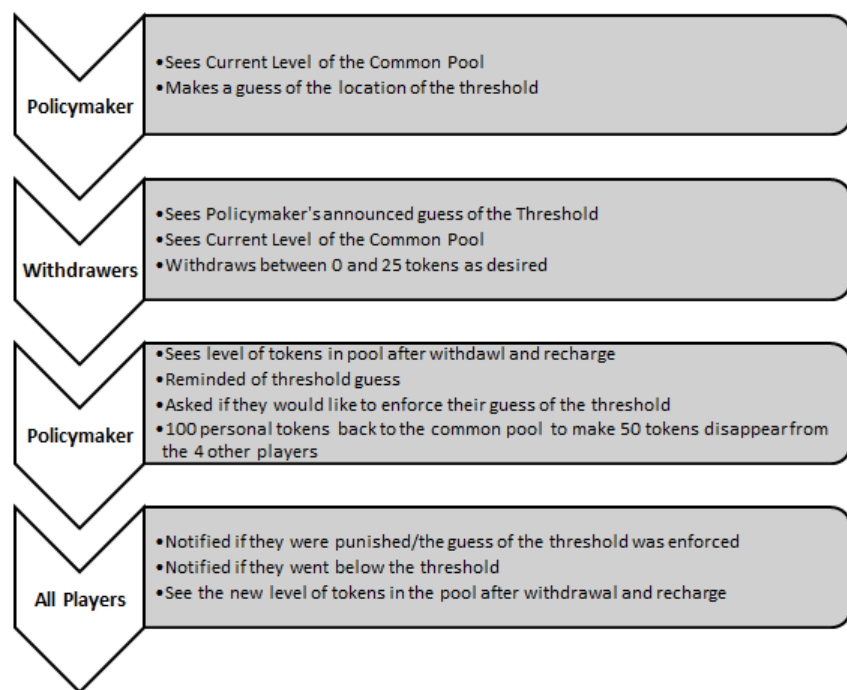 Policymaker
•Sees Current Level of the Common Pool
•Makes a guess of the location of the threshold
Withdrawers
•Sees Policymaker's announced guess of the Threshold
•Sees Current Level of the Common Pool
•Withdraws between 0 and 25 tokens as desired
Policymaker
•Sees level of tokens in pool after withdawl and recharge
•Reminded of threshold guess
•Asked if they would like to enforce their guess of the threshold
•100 personal tokens back to the common pool to make 50 tokens disappear from
the 4 other players
All Players
•Notified if they were punished/the guess of the threshold was enforced
•Notified if they went below the threshold
•See the new level of tokens in the pool after withdrawal and recharge